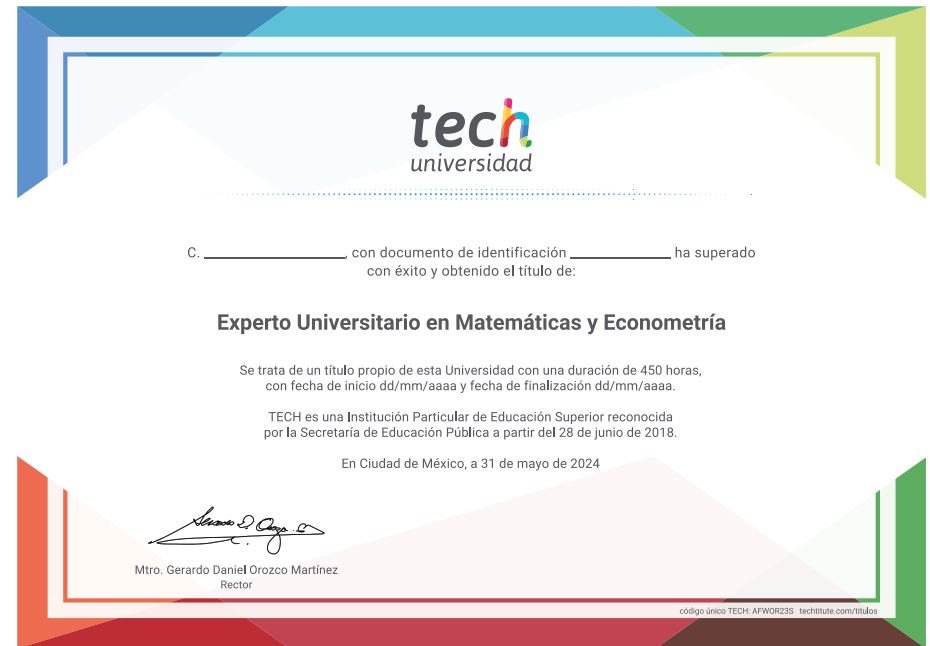 tech
universidad
C. ____________________, con documento de identificación ______________ ha superado
con éxito y obtenido el título de:
Experto Universitario en Matemáticas y Econometría
Se trata de un título propio de esta Universidad con una duración de 450 horas,
con fecha de inicio dd/mm/aaaa y fecha de finalización dd/mm/aaaa.
TECH es una Institución Particular de Educación Superior reconocida
por la Secretaría de Educación Pública a partir del 28 de junio de 2018.
En Ciudad de México, a 31 de mayo de 2024
Mtro. Gerardo Daniel Orozco Martínez
Rector
código único TECH: AFWOR23S techtitute.com/titulos